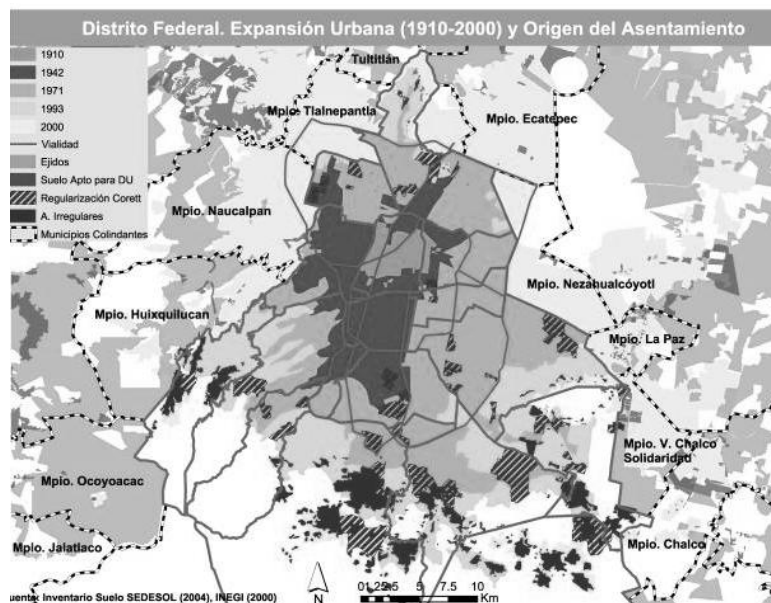 Distrito Federal. Expansión Urbana (1910-2000) y Origen del Asentamiento
1910
1942
1971
1993
2000
Vialidad
Ejidos
Suelo Apto para DU
Regularización Corett
A. Irregulares
Municipios Colindantes
Tultitlán
Mpio. Tlalnepantla
Mpio. Ecatepec
Mpio. Naucalpan
Mpio. Nezahualcóyotl
Mpio. Huixquilucan
Mpio. La Paz
Mpio. V. Chalco
Solidaridad
Mpio. Ocoyoacac
Mpio. Jalatlaco
Mpio. Chalco
N
5 7.5 10
Km
uente: Inventario Suelo SEDESOL (2004), INEGI (2000)